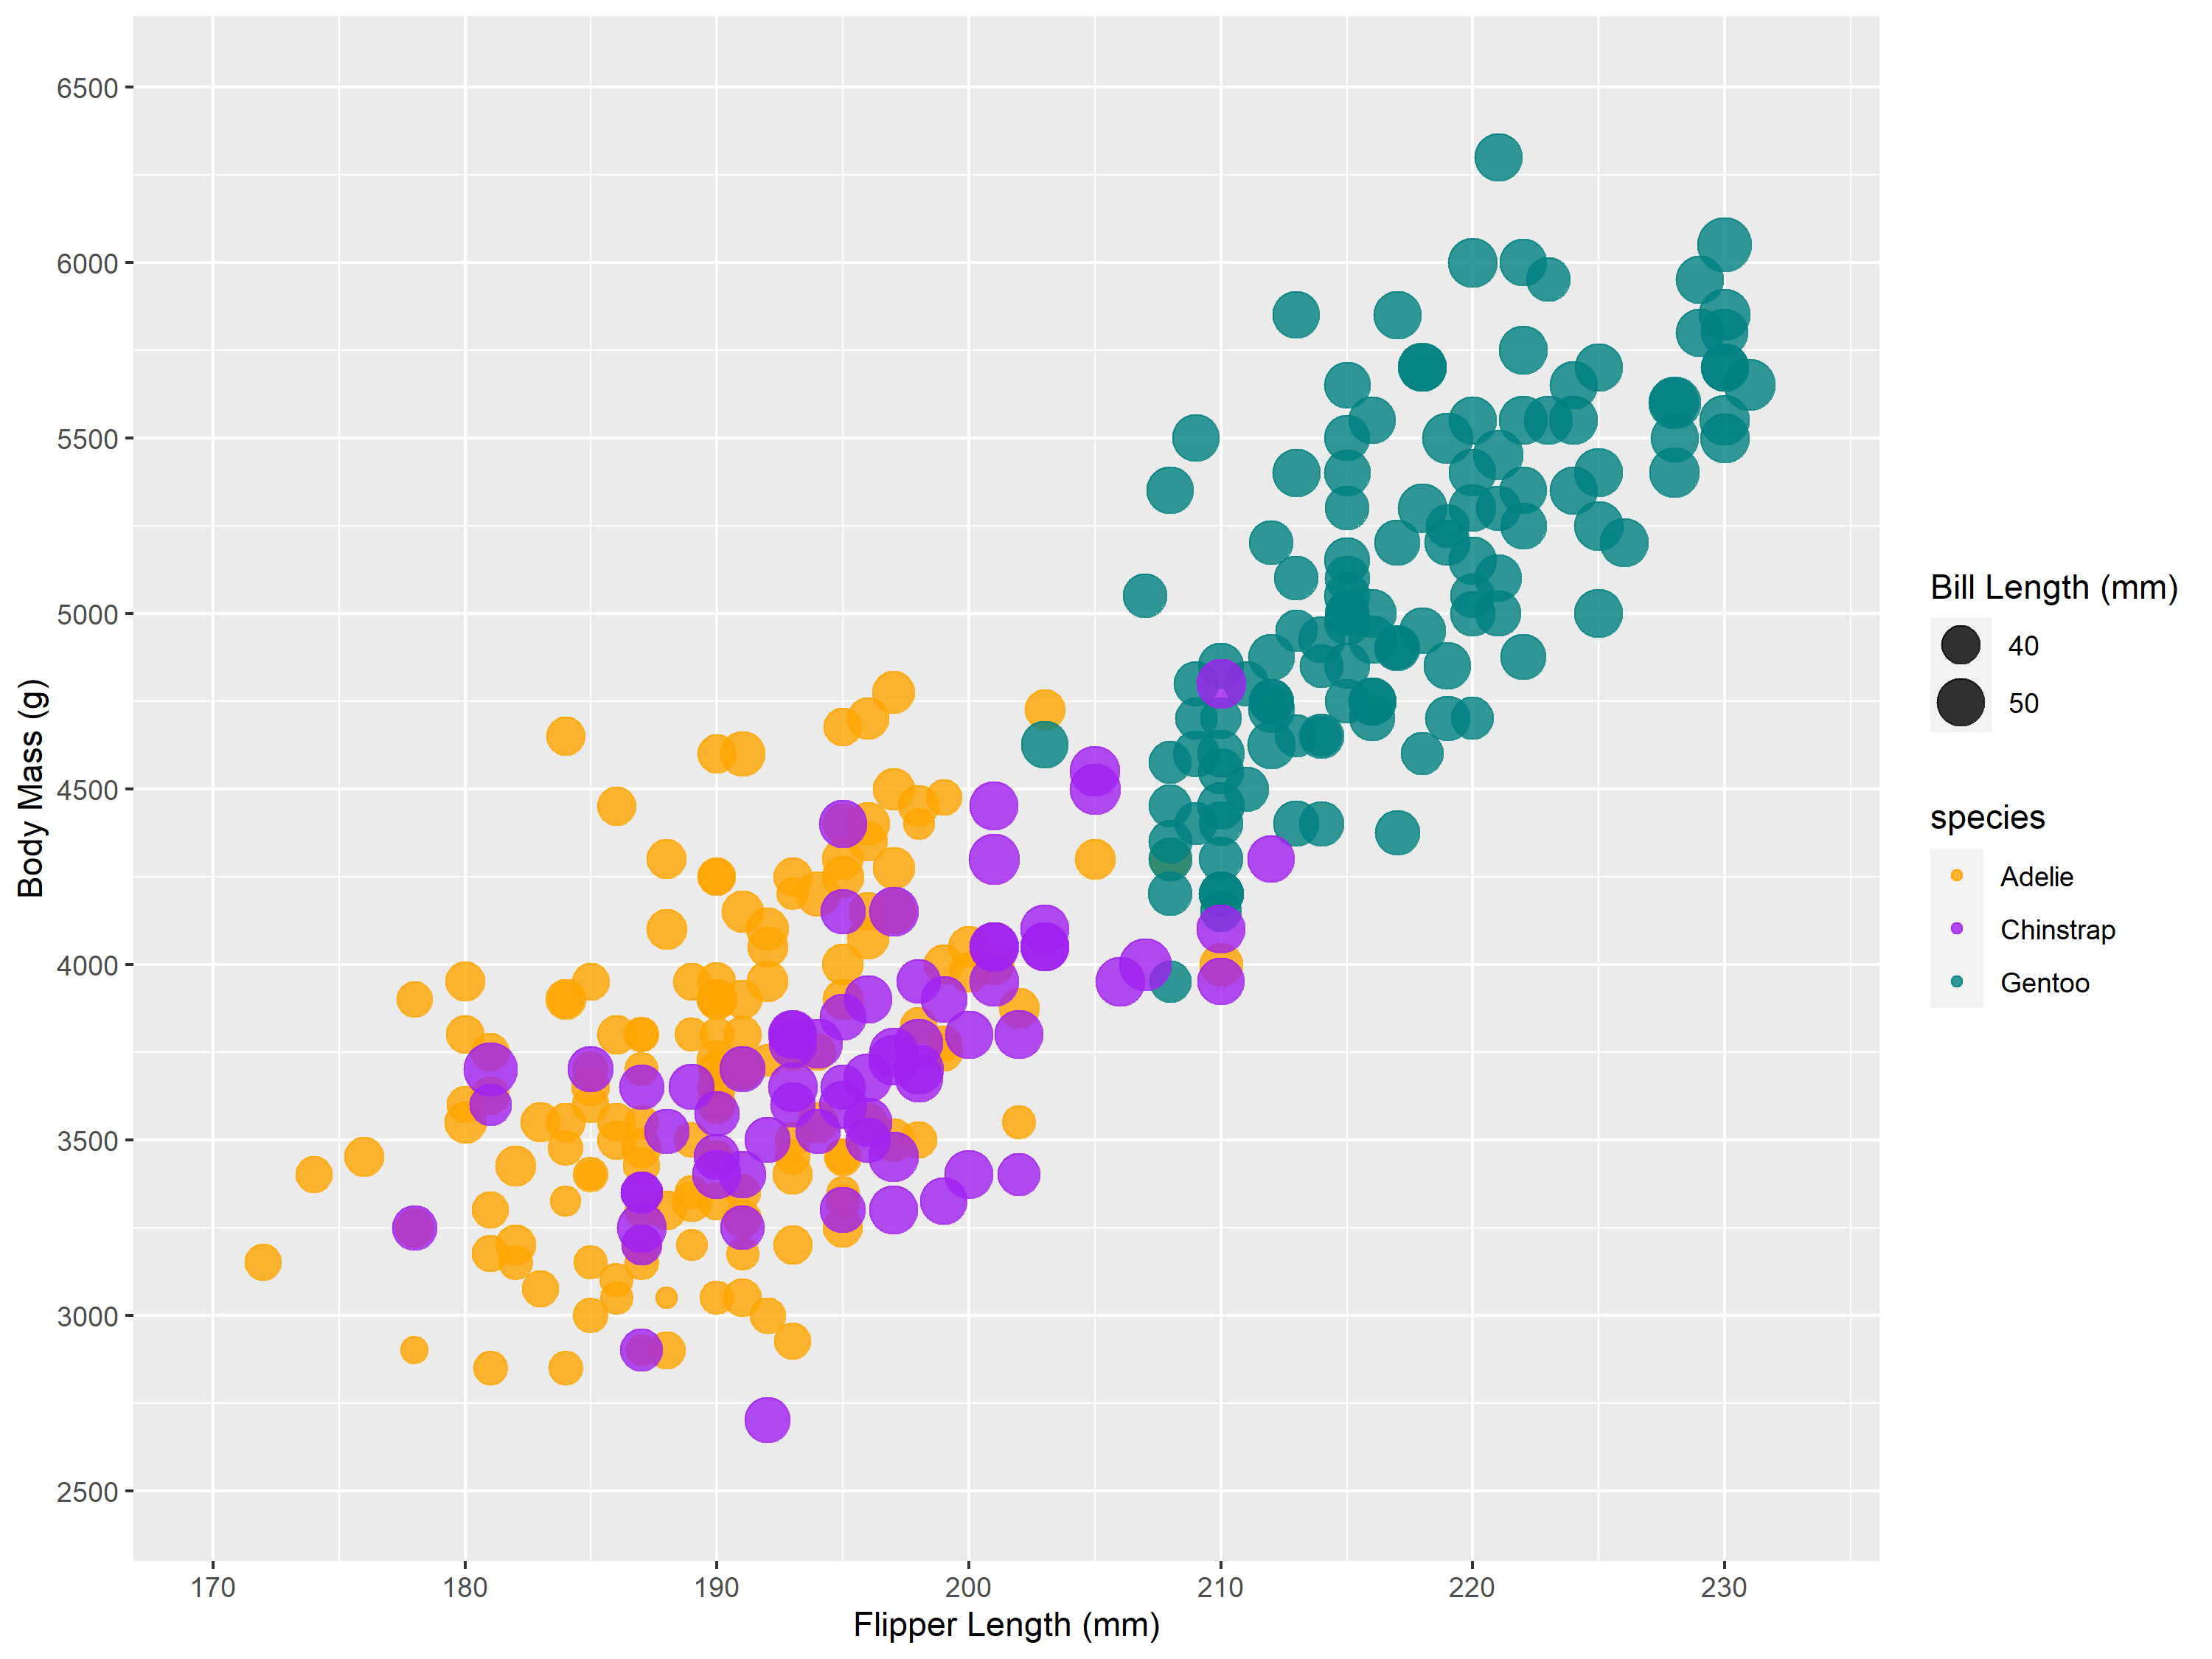 6500
6000
5500
5000
4500
4000
3500
3000
2500
Body Mass (g)
170 180 190 200 210 220 230
Flipper Length (mm)
Bill Length (mm)
40
50
species
Adelie
Chinstrap
Gentoo